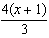 4(x + 1)
3